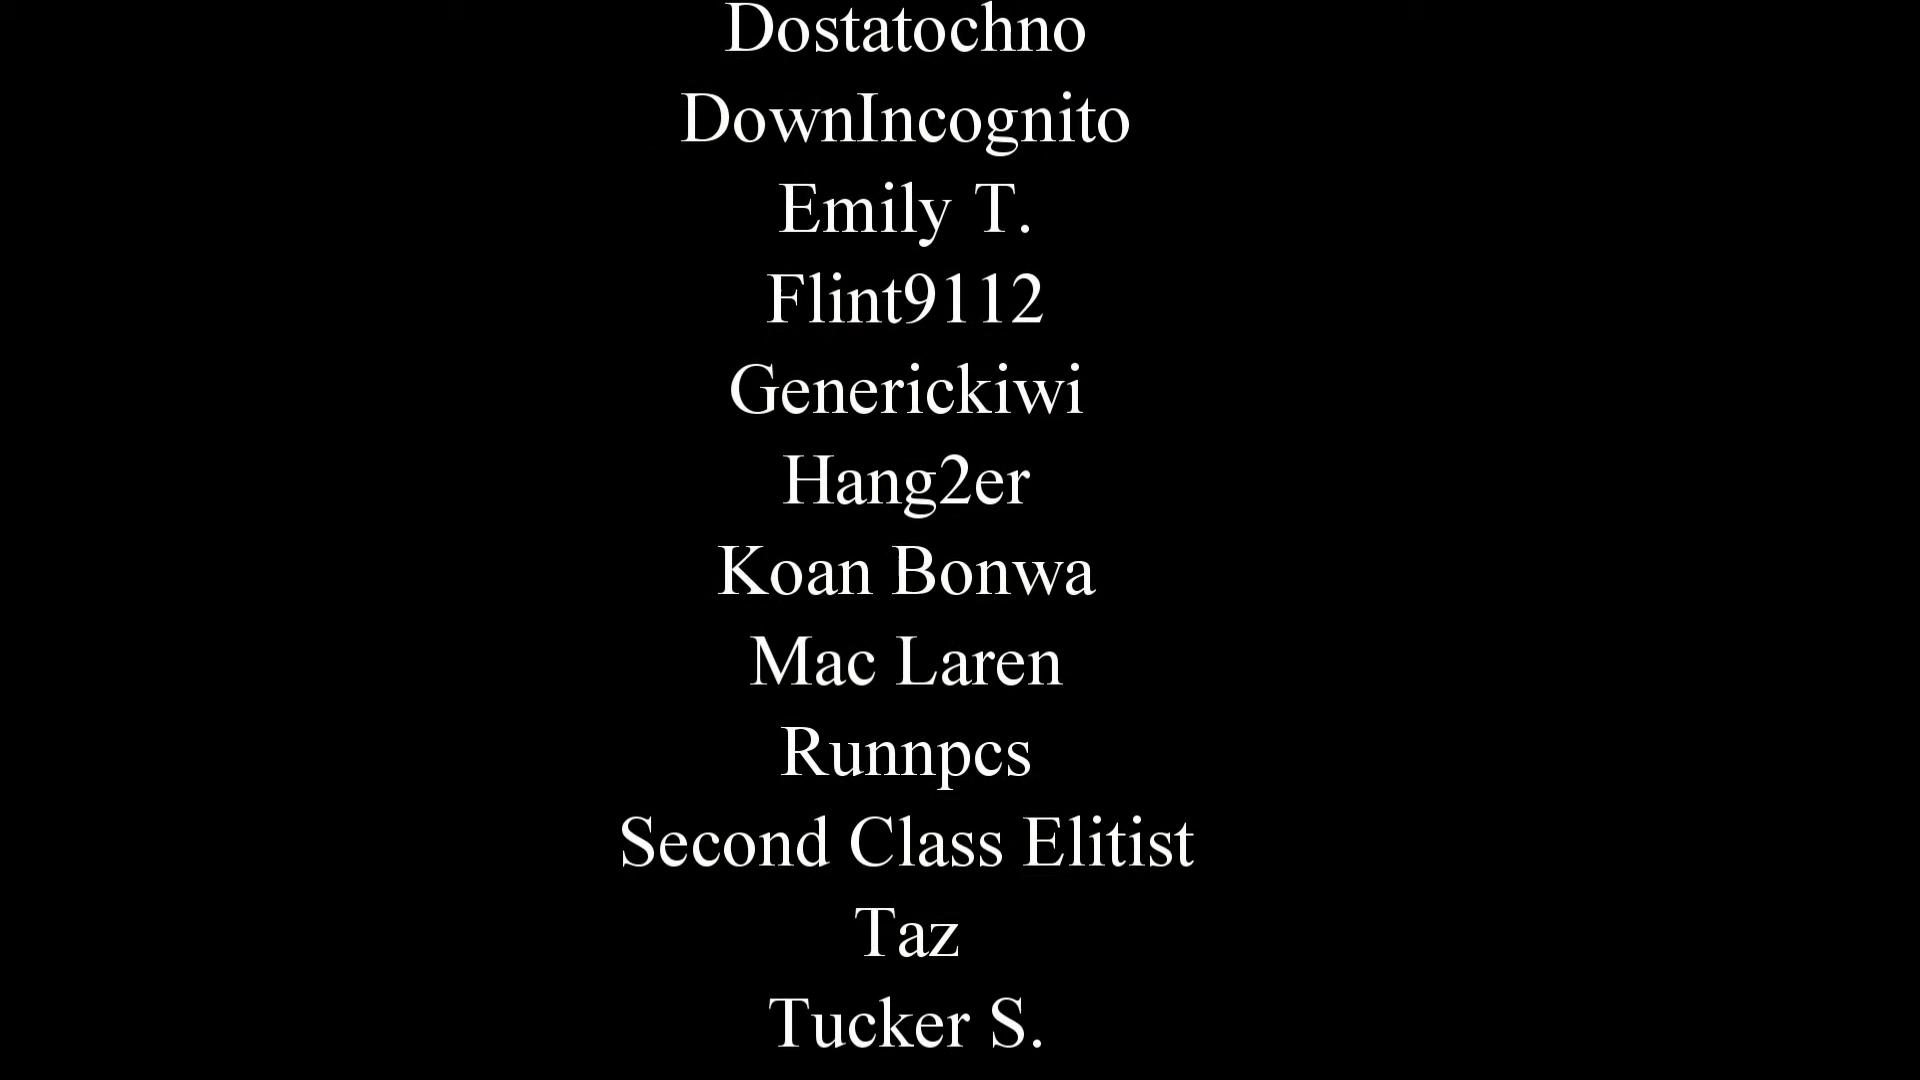 Dostatochno
DownIncognito
Emily T.
Flint9112
Generickiwi
Hang2er
Koan Bonwa
Mac Laren
Runnpcs
Second Class Elitist
Taz
Tucker S.